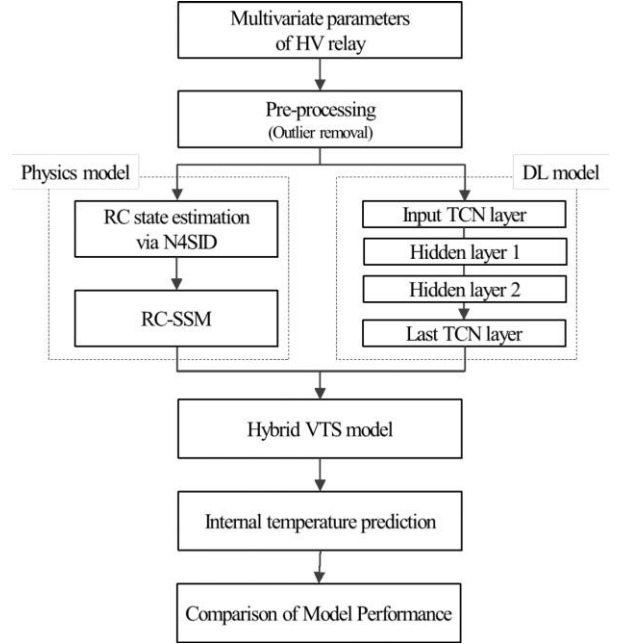 Multivariate parameters
of HV relay
Pre-processing
(Outlier removal)
Physics model
DL model
RC state estimation
via N4SID
RC-SSM
Input TCN layer
Hidden layer 1
Hidden layer 2
Last TCN layer
Hybrid VTS model
Internal temperature prediction
Comparison of Model Performance